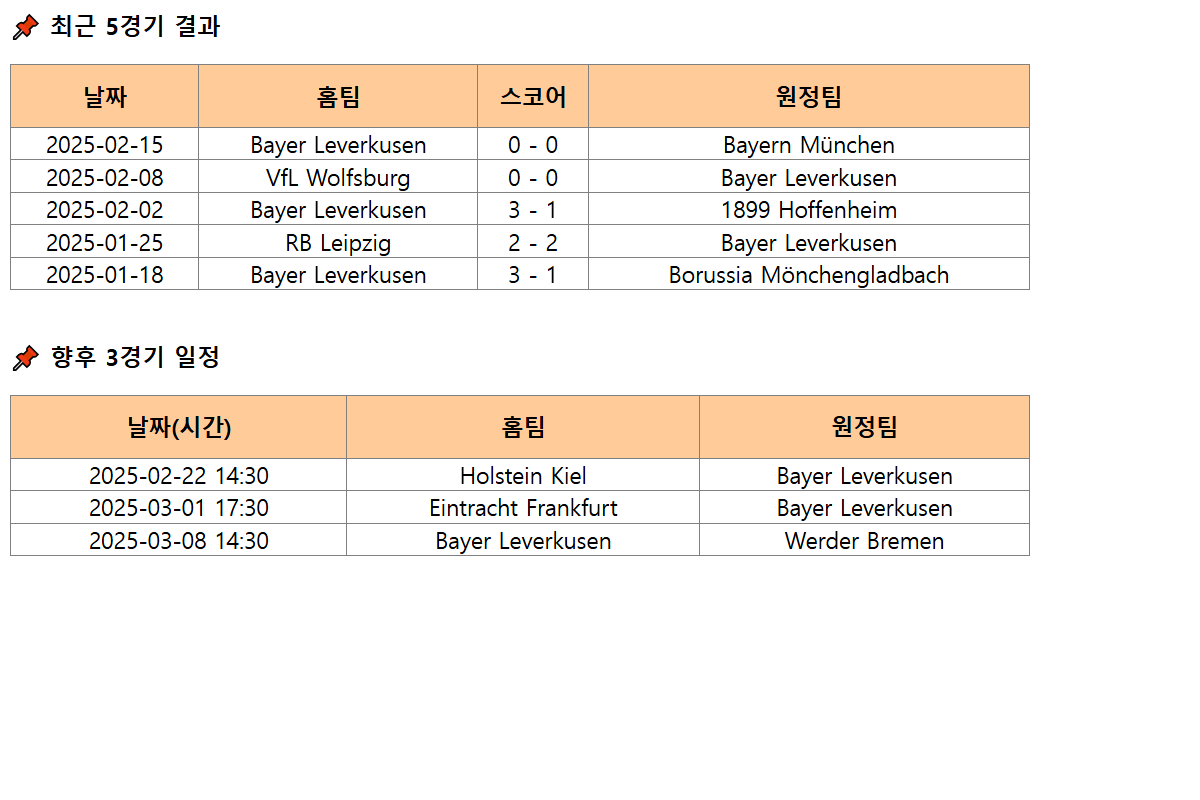 📌 최근 5경기 결과
날짜 홈팀 스코어 원정팀
2025-02-15 Bayer Leverkusen 0 - 0 Bayern München
2025-02-08 VfL Wolfsburg 0 - 0 Bayer Leverkusen
2025-02-02 Bayer Leverkusen 3 - 1 1899 Hoffenheim
2025-01-25 RB Leipzig 2 - 2 Bayer Leverkusen
2025-01-18 Bayer Leverkusen 3 - 1 Borussia Mönchengladbach
📌 향후 3경기 일정
날짜(시간) 홈팀 원정팀
2025-02-22 14:30 Holstein Kiel Bayer Leverkusen
2025-03-01 17:30 Eintracht Frankfurt Bayer Leverkusen
2025-03-08 14:30 Bayer Leverkusen Werder Bremen